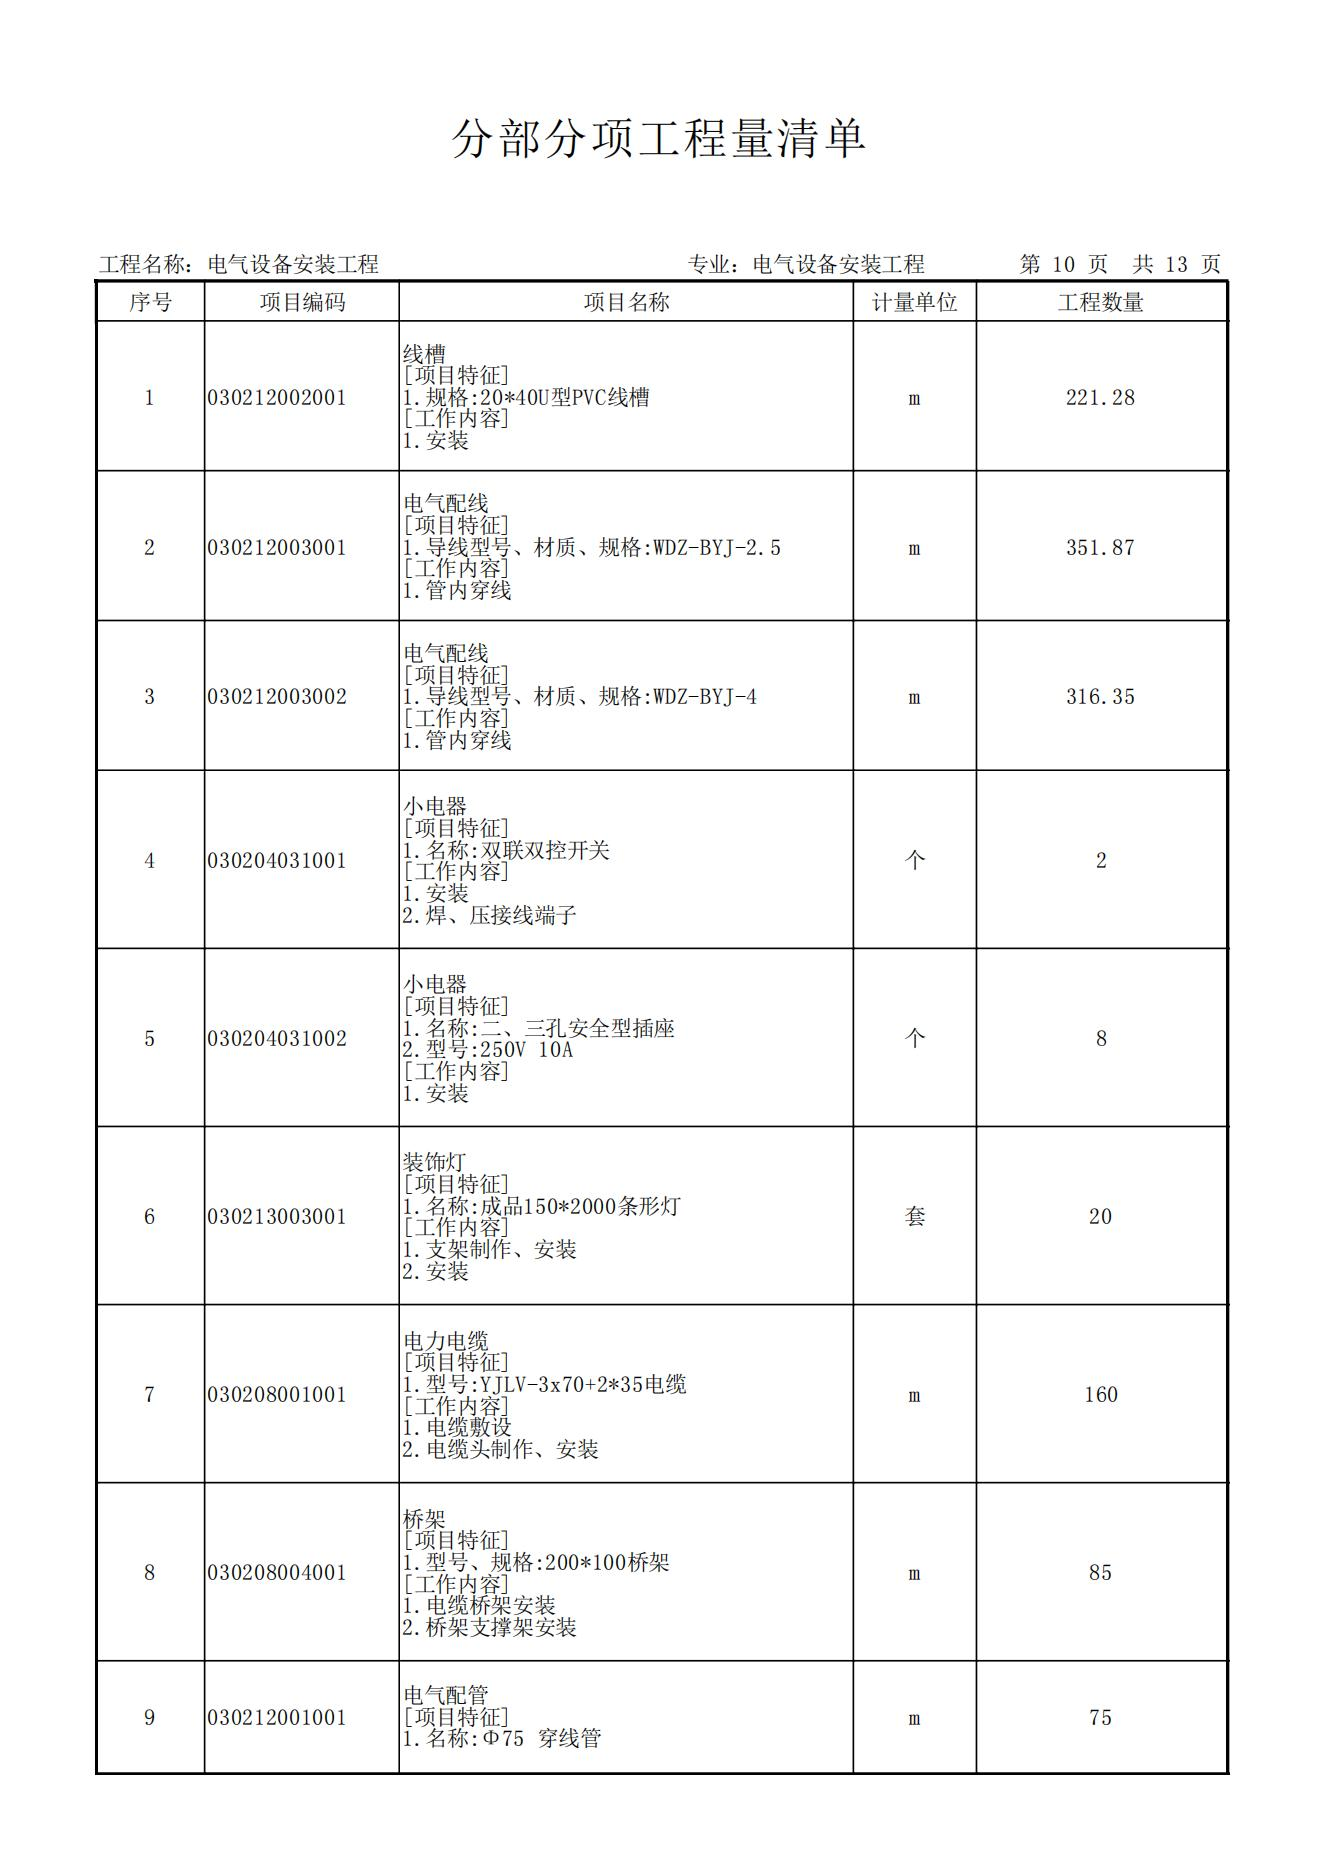 分部分项工程量清单
工程名称：电气设备安装工程 专业：电气设备安装工程 第 10 页 共 13 页
序号 项目编码 项目名称 计量单位 工程数量
1 030212002001 线槽
[项目特征]
1.规格:20*40U型PVC线槽
[工作内容]
1.安装 m 221.28
2 030212003001 电气配线
[项目特征]
1.导线型号、材质、规格:WDZ-BYJ-2.5
[工作内容]
1.管内穿线 m 351.87
3 030212003002 电气配线
[项目特征]
1.导线型号、材质、规格:WDZ-BYJ-4
[工作内容]
1.管内穿线 m 316.35
4 030204031001 小电器
[项目特征]
1.名称:双联双控开关
[工作内容]
1.安装
2.焊、压接线端子 个 2
5 030204031002 小电器
[项目特征]
1.名称:二、三孔安全型插座
2.型号:250V 10A
[工作内容]
1.安装 个 8
6 030213003001 装饰灯
[项目特征]
1.名称:成品150*2000条形灯
[工作内容]
1.支架制作、安装
2.安装 套 20
7 030208001001 电力电缆
[项目特征]
1.型号:YJLV-3x70+2*35电缆
[工作内容]
1.电缆敷设
2.电缆头制作、安装 m 160
8 030208004001 桥架
[项目特征]
1.型号、规格:200*100桥架
[工作内容]
1.电缆桥架安装
2.桥架支撑架安装 m 85
9 030212001001 电气配管
[项目特征]
1.名称:Φ75 穿线管 m 75